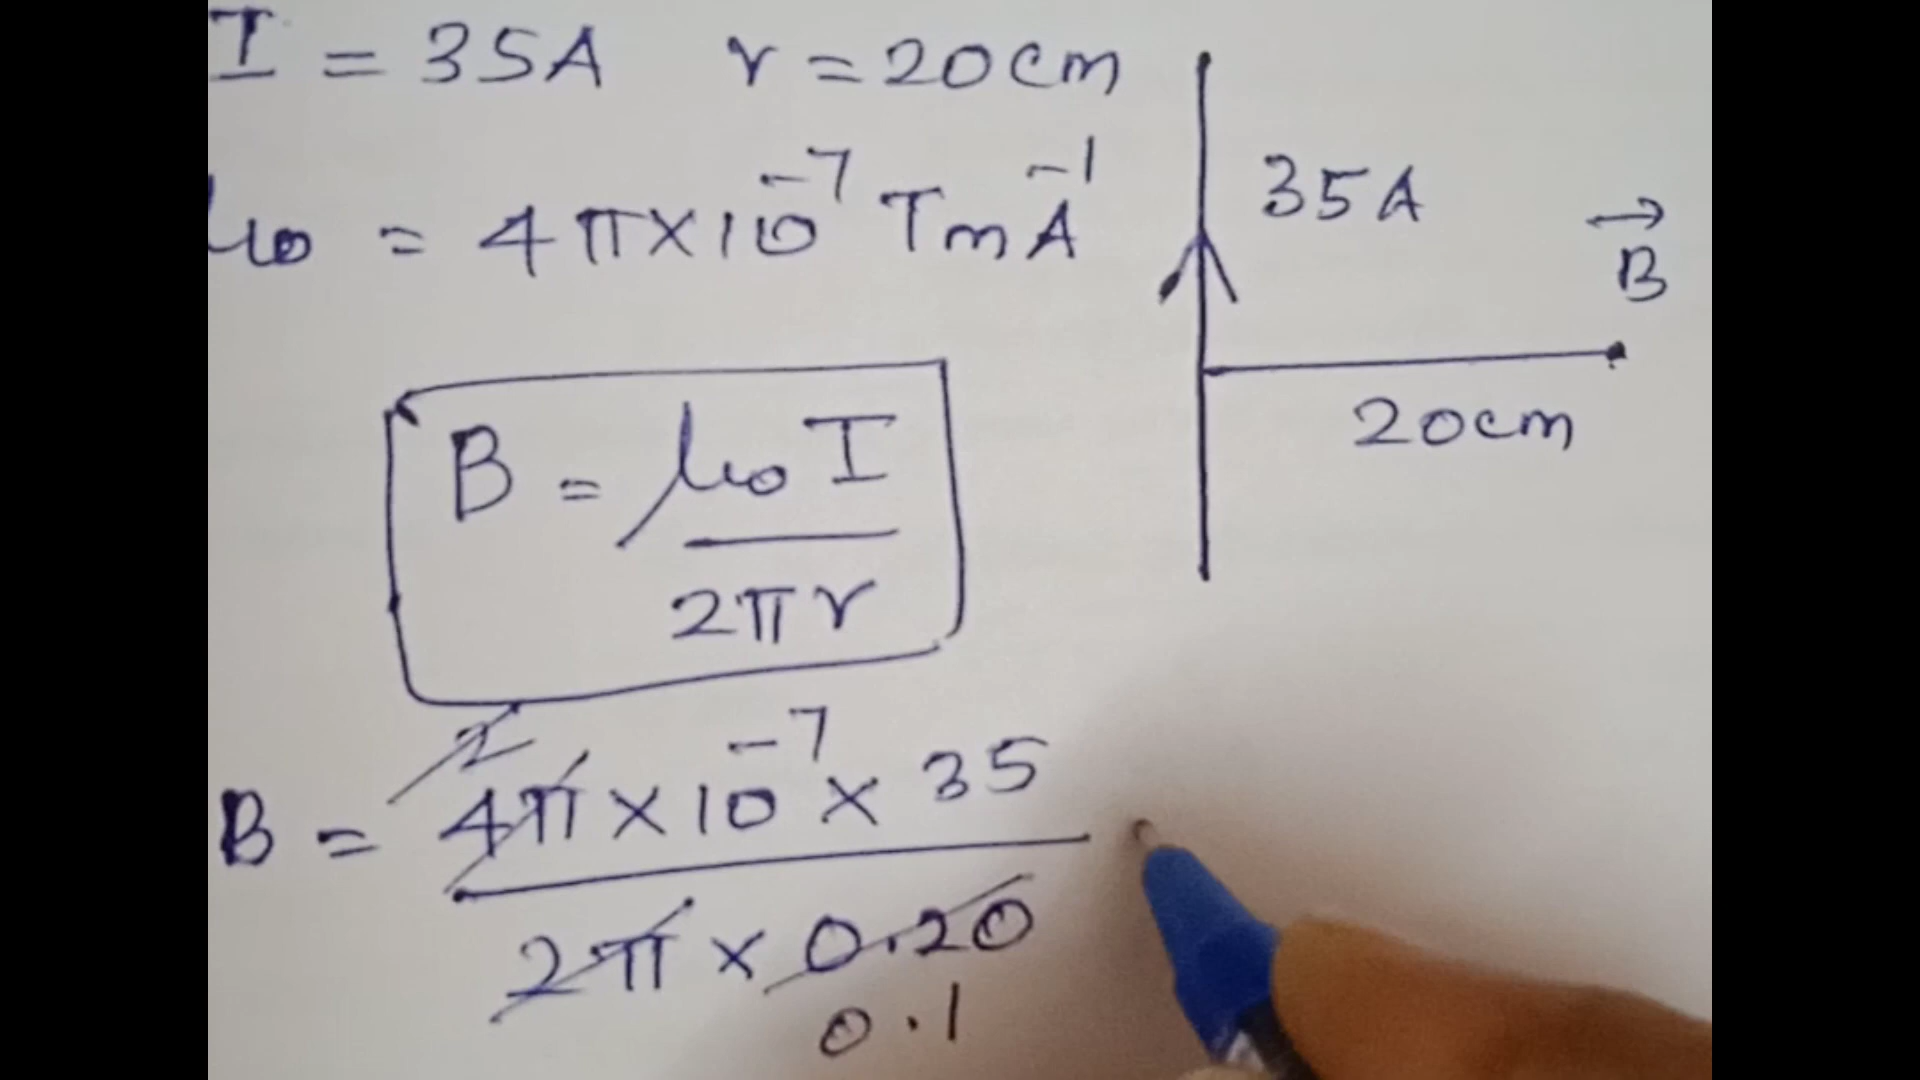 I = 35A r = 20cm
μ₀ = 4π×10⁻⁷ TmA⁻¹
35A
B⃗
20cm
B = μ₀I
2πr
2
B = 4π × 10⁻⁷ × 35
2π × 0.20
0.1